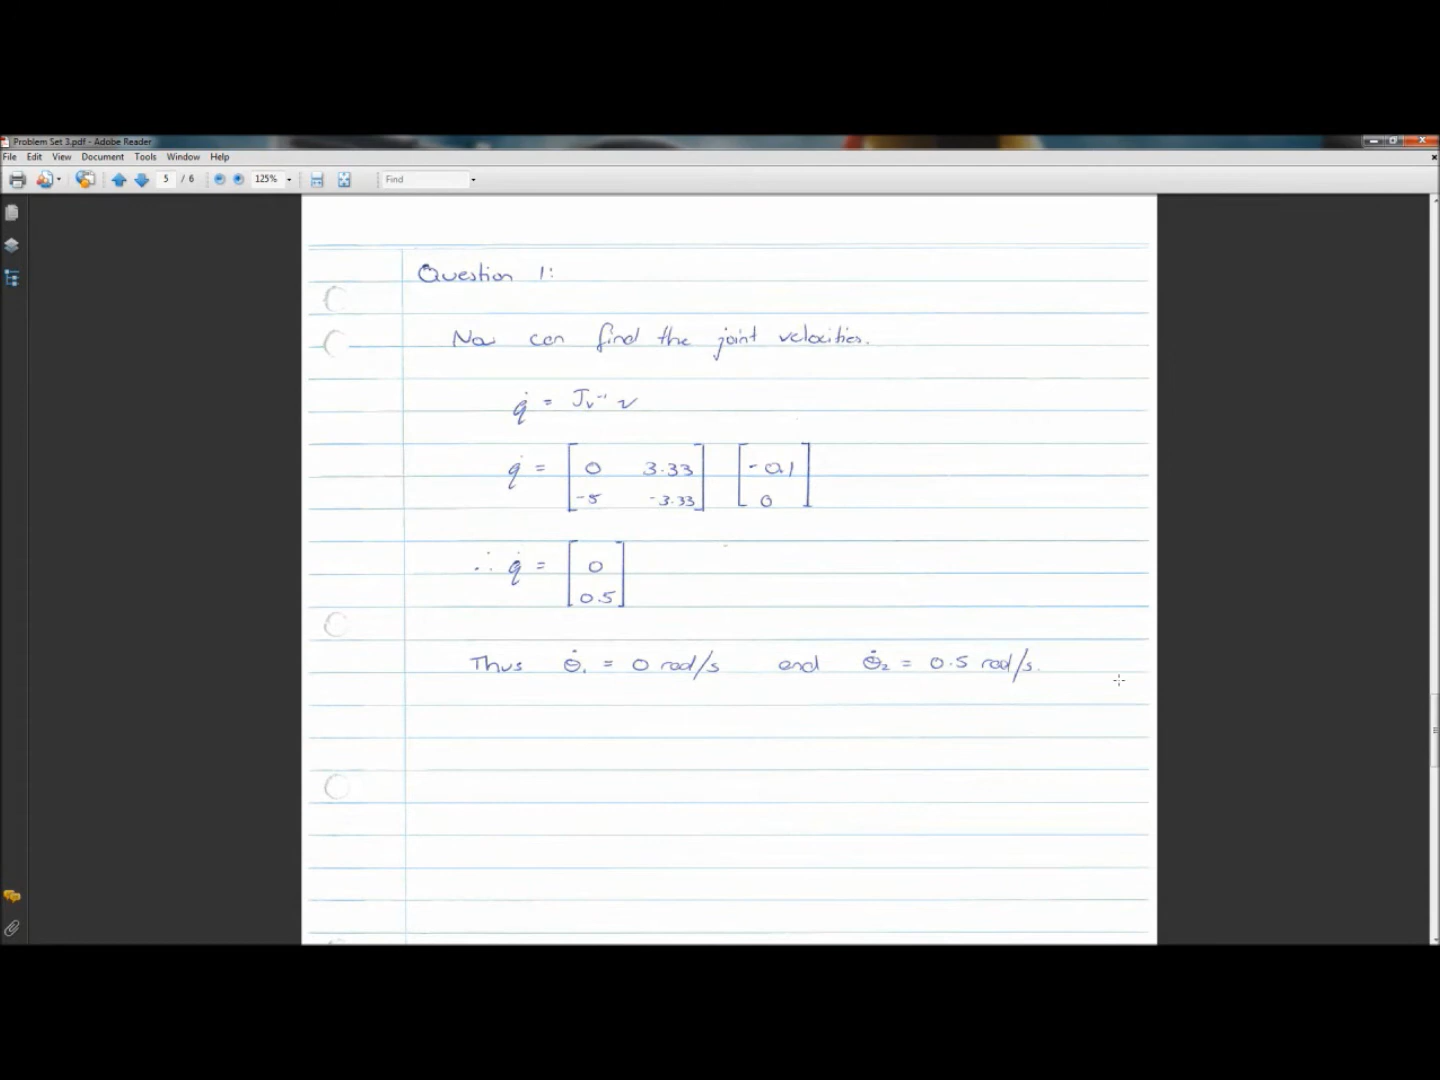 Problem Set 3.pdf - Adobe Reader
File Edit View Document Tools Window Help
5 / 6 125% Find
Question 1:
Now can find the joint velocities.
q̇ = Jv⁻¹ v
q̇ = [0 3.33] [-0.1]
[-5 -3.33] [0]
∴ q̇ = [0]
[0.5]
Thus θ̇₁ = 0 rad/s and θ̇₂ = 0.5 rad/s.